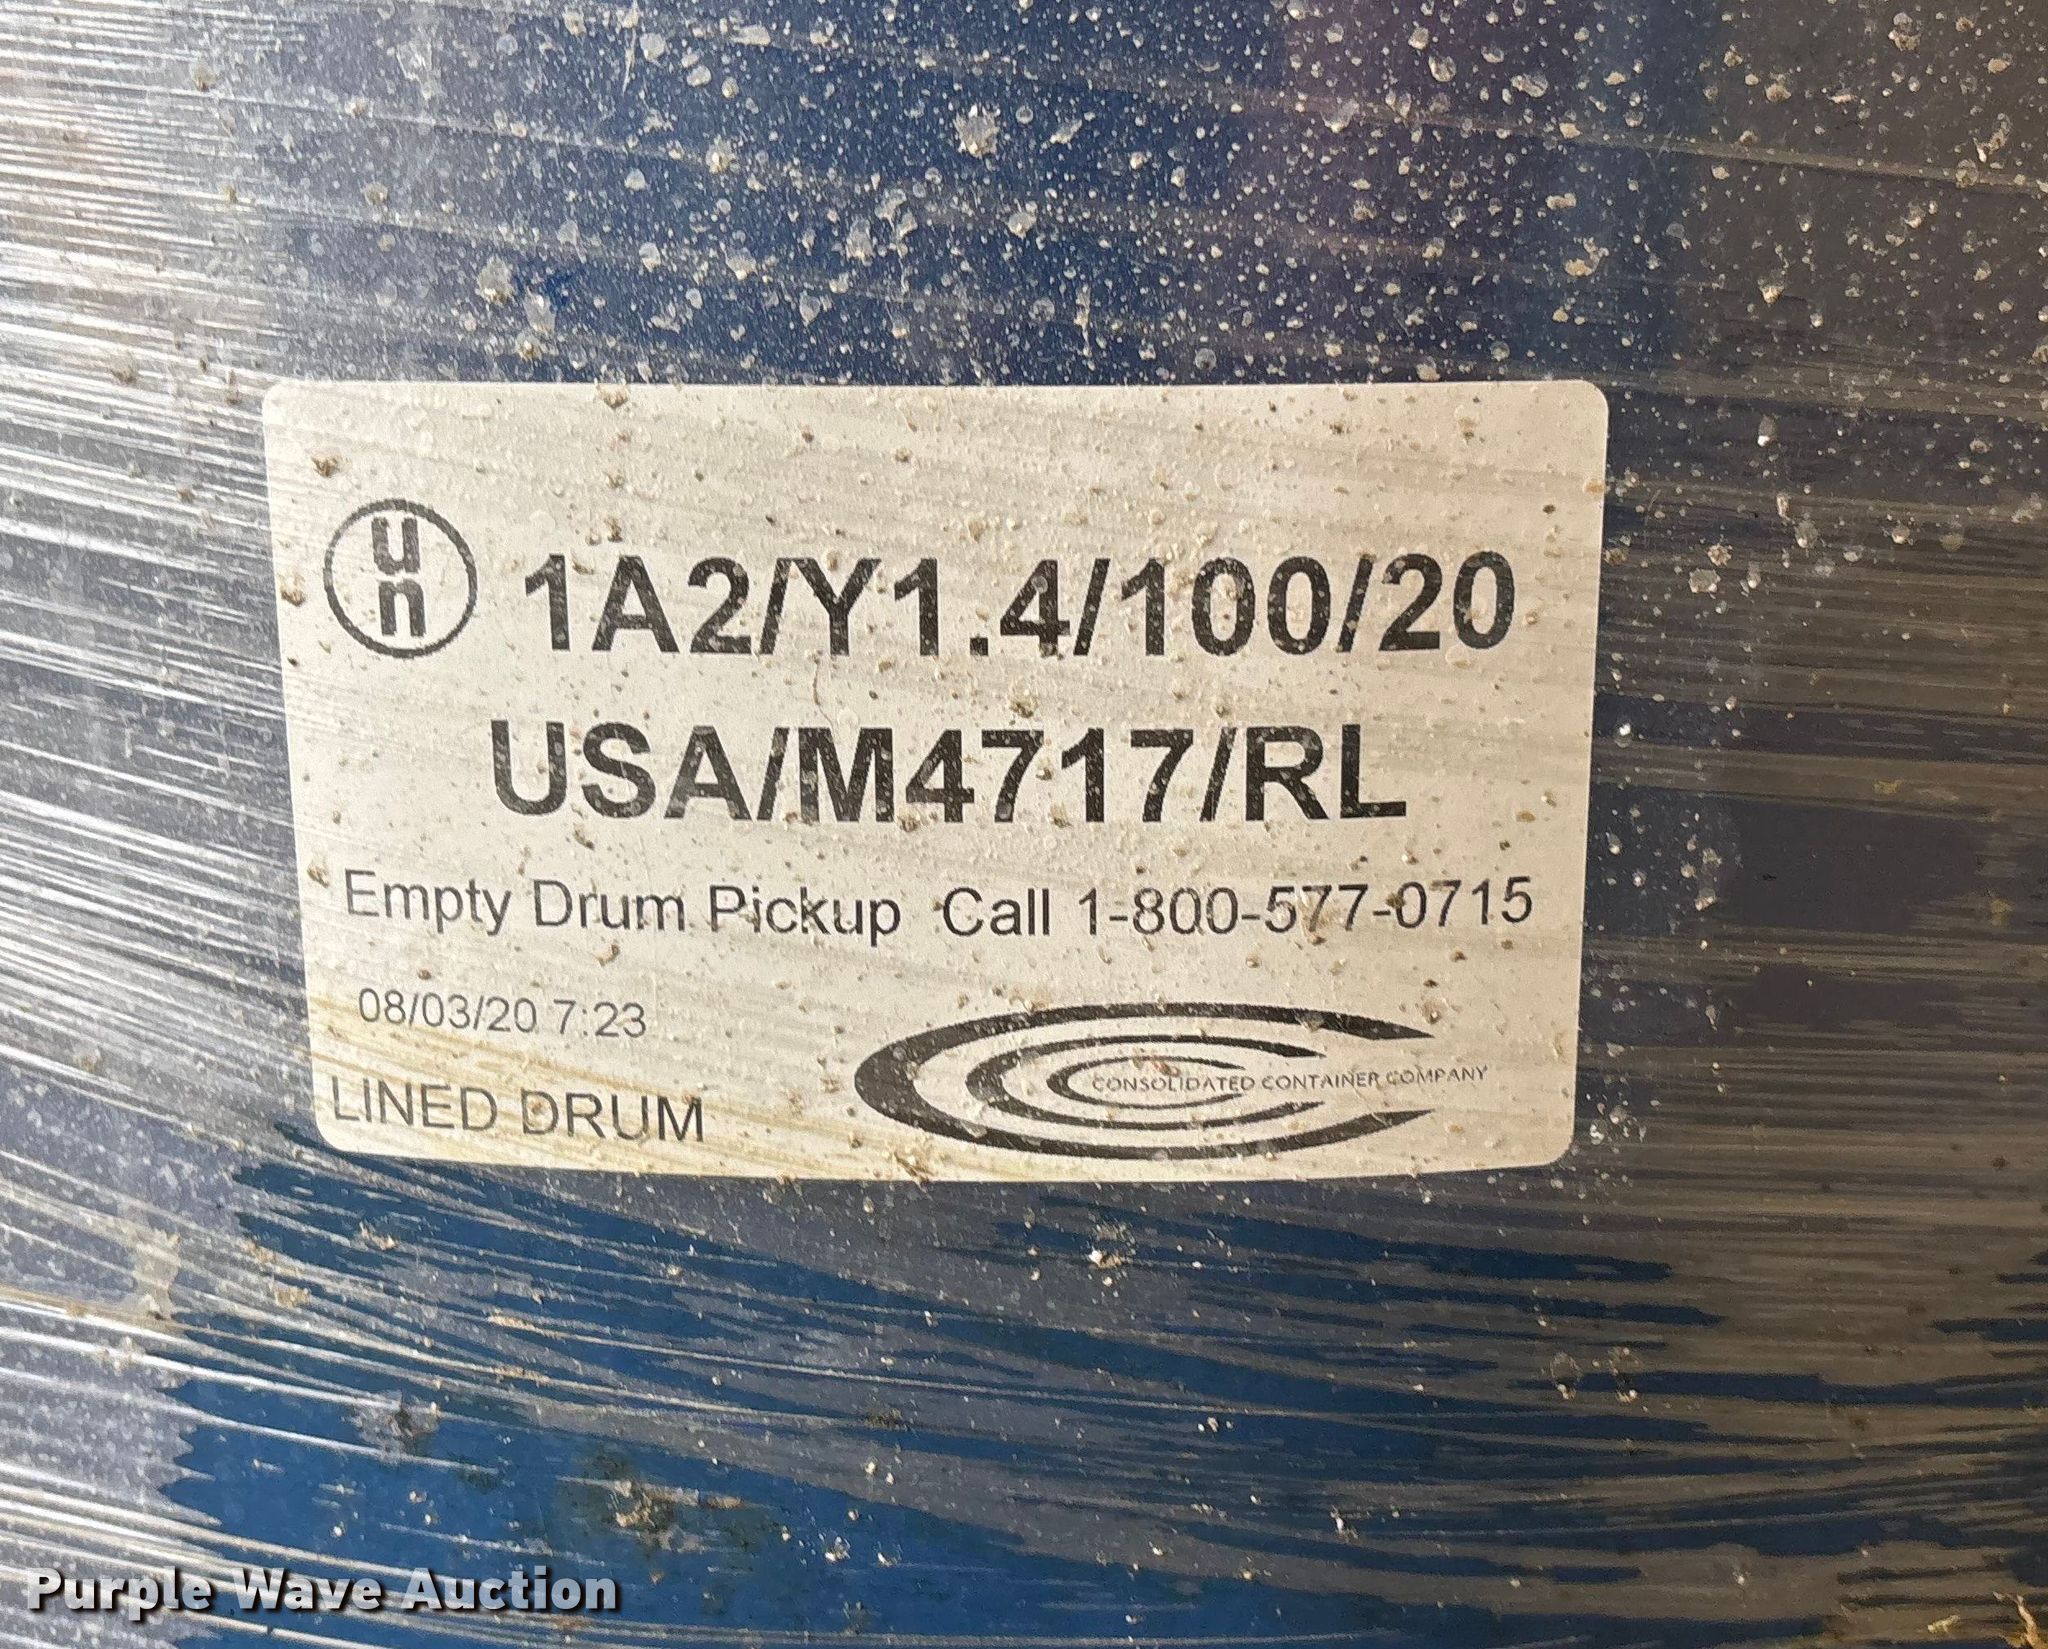 un 1A2/Y1.4/100/20
USA/M4717/RL
Empty Drum Pickup Call 1-800-577-0715
08/03/20 7:23
LINED DRUM
CONSOLIDATED CONTAINER COMPANY
Purple Wave Auction